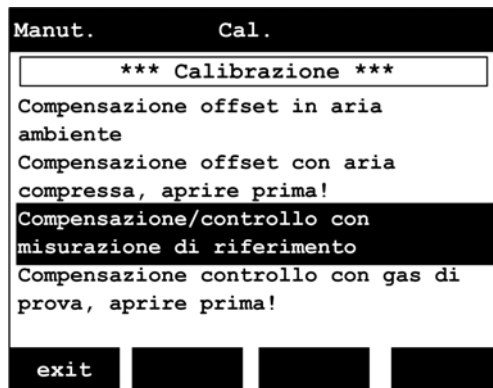 Manut. Cal.
*** Calibrazione ***
Compensazione offset in aria
ambiente
Compensazione offset con aria
compressa, aprire prima!
Compensazione/controllo con
misurazione di riferimento
Compensazione controllo con gas di
prova, aprire prima!
exit